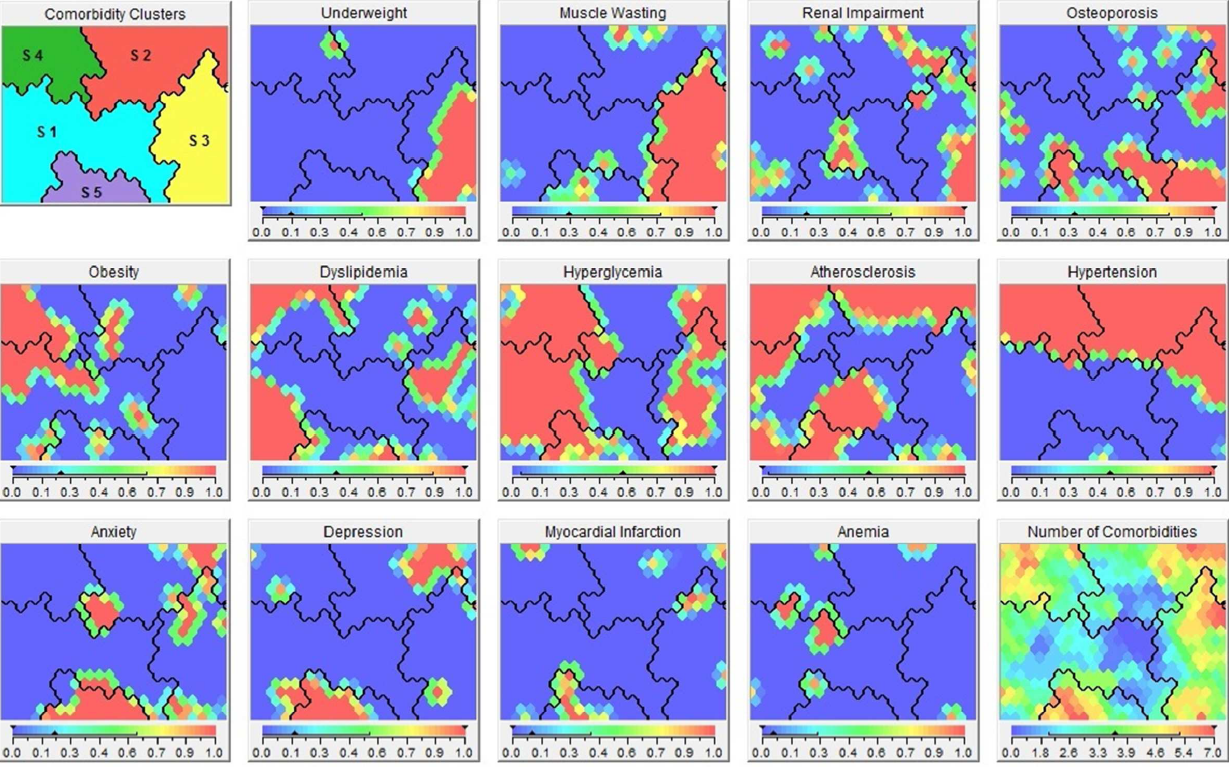 Comorbidity Clusters
S 4
S 2
S 1
S 3
S 5
Underweight
0.0 0.1 0.4 0.6 0.7 0.9 1.0
Muscle Wasting
0.0 0.1 0.3 0.4 0.6 0.7 0.9 1.0
Renal Impairment
0.0 0.1 0.3 0.4 0.6 0.7 0.9 1.0
Osteoporosis
0.0 0.1 0.3 0.4 0.6 0.7 0.9 1.0
Obesity
0.0 0.1 0.3 0.4 0.6 0.7 0.9 1.0
Dyslipidemia
0.0 0.1 0.3 0.4 0.6 0.7 0.9 1.0
Hyperglycemia
0.0 0.1 0.3 0.4 0.6 0.7 0.9 1.0
Atherosclerosis
0.0 0.1 0.3 0.4 0.6 0.7 0.9 1.0
Hypertension
0.0 0.1 0.3 0.4 0.6 0.7 0.9 1.0
Anxiety
0.0 0.1 0.3 0.4 0.6 0.7 0.9 1.0
Depression
0.0 0.1 0.3 0.4 0.6 0.7 0.9 1.0
Myocardial Infarction
0.0 0.1 0.3 0.4 0.6 0.7 0.9 1.0
Anemia
0.0 0.1 0.3 0.4 0.6 0.7 0.9 1.0
Number of Comorbidities
0.0 1.8 2.6 3.3 3.9 4.6 5.4 7.0